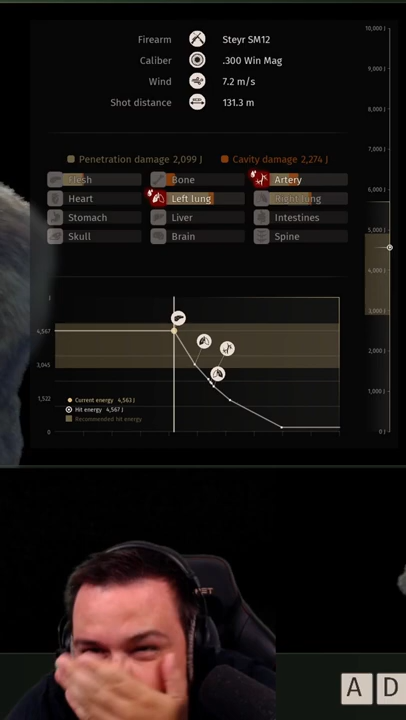 Firearm Steyr SM12
Caliber .300 Win Mag
Wind 7.2 m/s
Shot distance 131.3 m
Penetration damage 2,099 J Cavity damage 2,274 J
Flesh Bone Artery
Heart Left lung Right lung
Stomach Liver Intestines
Skull Brain Spine
10,000 J
9,000 J
8,000 J
7,000 J
6,000 J
5,000 J
4,000 J
3,000 J
2,000 J
1,000 J
0 J
J
4,567
3,045
1,522
0
Current energy 4,563 J
Hit energy 4,567 J
Recommended hit energy
A D